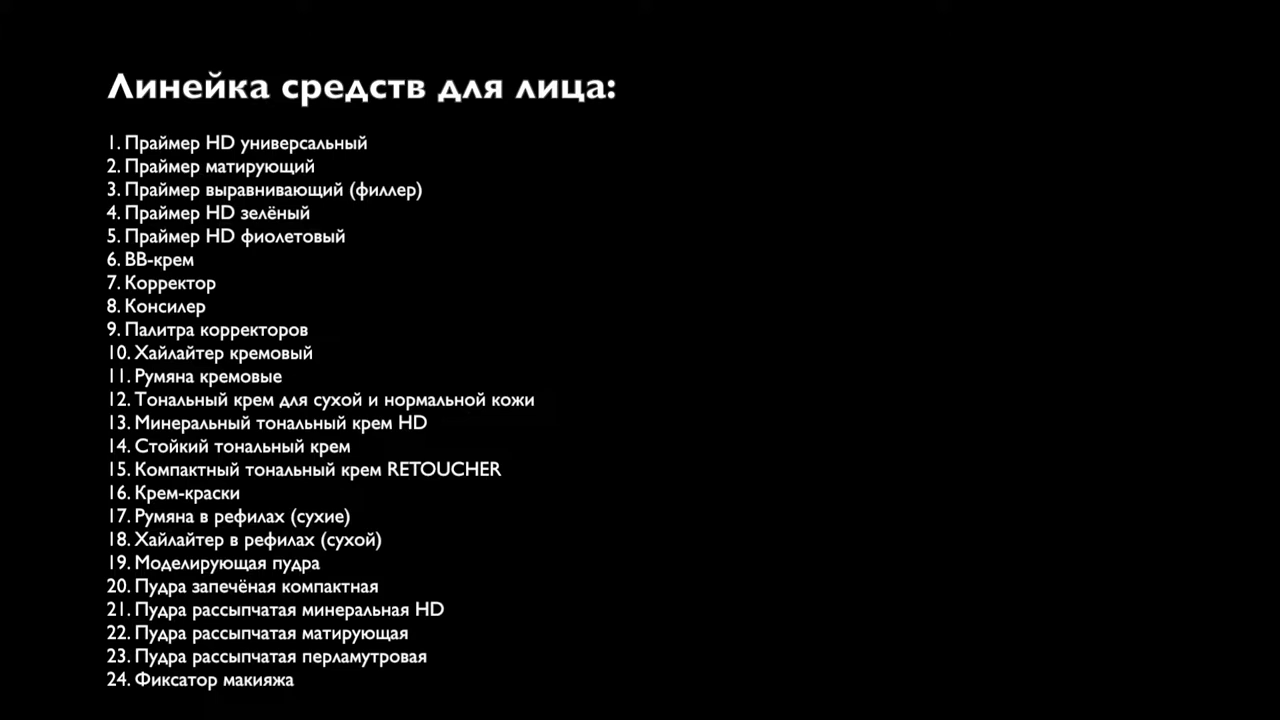 Линейка средств для лица:
1. Праймер HD универсальный
2. Праймер матирующий
3. Праймер выравнивающий (филлер)
4. Праймер HD зелёный
5. Праймер HD фиолетовый
6. BB-крем
7. Корректор
8. Консилер
9. Палитра корректоров
10. Хайлайтер кремовый
11. Румяна кремовые
12. Тональный крем для сухой и нормальной кожи
13. Минеральный тональный крем HD
14. Стойкий тональный крем
15. Компактный тональный крем RETOUCHER
16. Крем-краски
17. Румяна в рефилах (сухие)
18. Хайлайтер в рефилах (сухой)
19. Моделирующая пудра
20. Пудра запечёная компактная
21. Пудра рассыпчатая минеральная HD
22. Пудра рассыпчатая матирующая
23. Пудра рассыпчатая перламутровая
24. Фиксатор макияжа